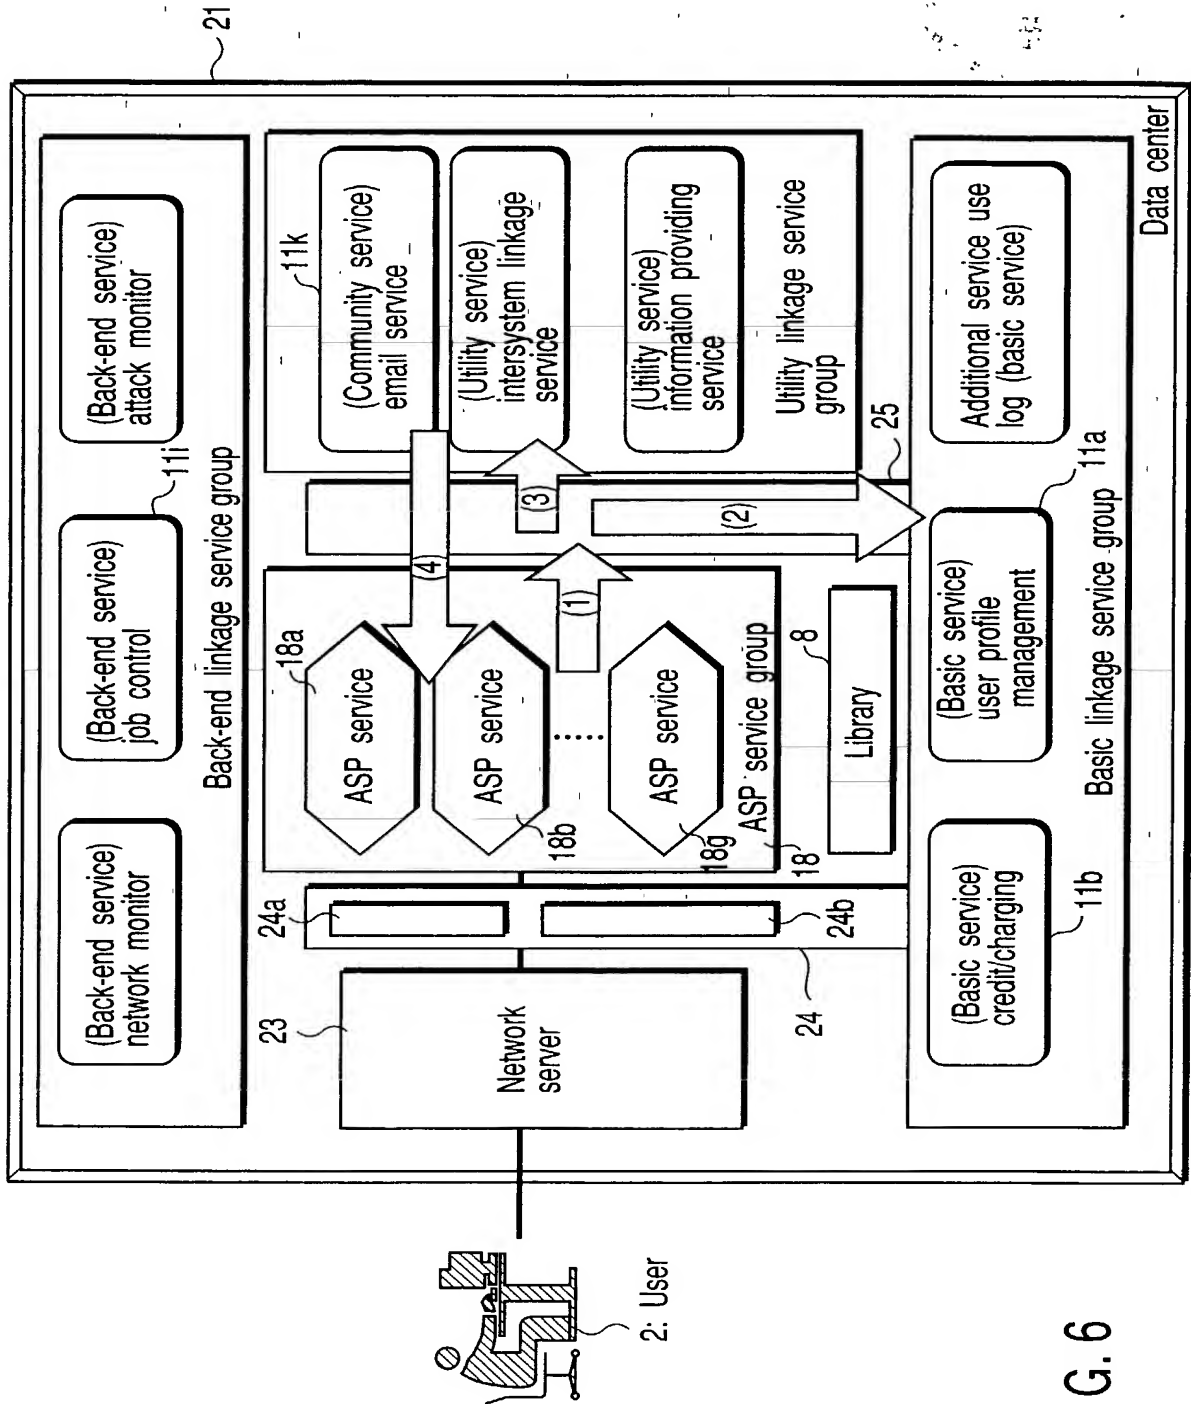 21
(Back-end service)
network monitor
(Back-end service)
job control
11i
(Back-end service)
attack monitor
Back-end linkage service group
23
Network
server
24a
24b
24
18a
ASP service
ASP service
18b
ASP service
18g
ASP service group
18
(1)
(2)
(3)
(4)
8
Library
25
11k
(Community service)
email service
(Utility service)
intersystem linkage
service
(Utility service)
information providing
service
Utility linkage service
group
(Basic service)
credit/charging
11b
(Basic service)
user profile
management
11a
Additional service use
log (basic service)
Basic linkage service group
Data center
2: User
G. 6